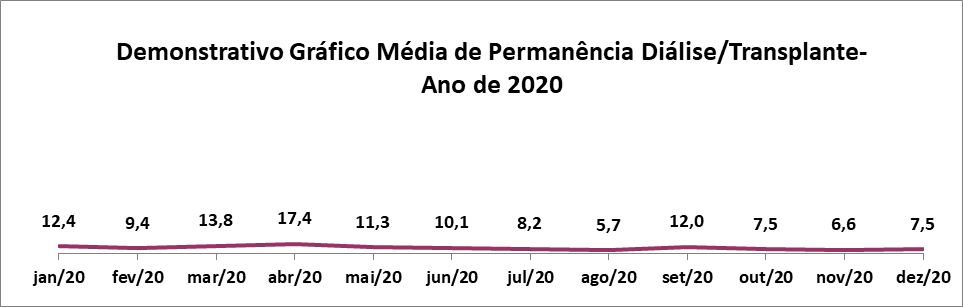 Demonstrativo Gráfico Média de Permanência Diálise/Transplante-
Ano de 2020
12,4 9,4 13,8 17,4 11,3 10,1 8,2 5,7 12,0 7,5 6,6 7,5
jan/20 fev/20 mar/20 abr/20 mai/20 jun/20 jul/20 ago/20 set/20 out/20 nov/20 dez/20